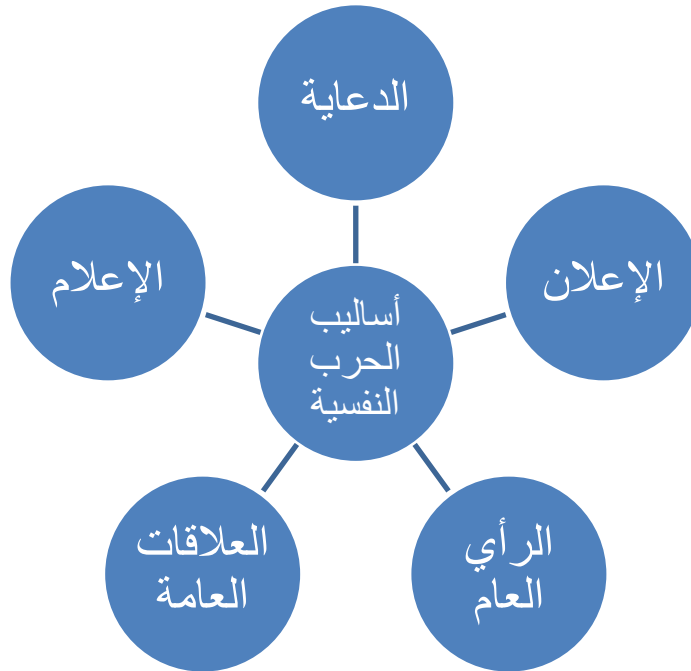 الدعاية
الإعلان
الإعلام
أساليب
الحرب
النفسية
الرأي
العام
العلاقات
العامة